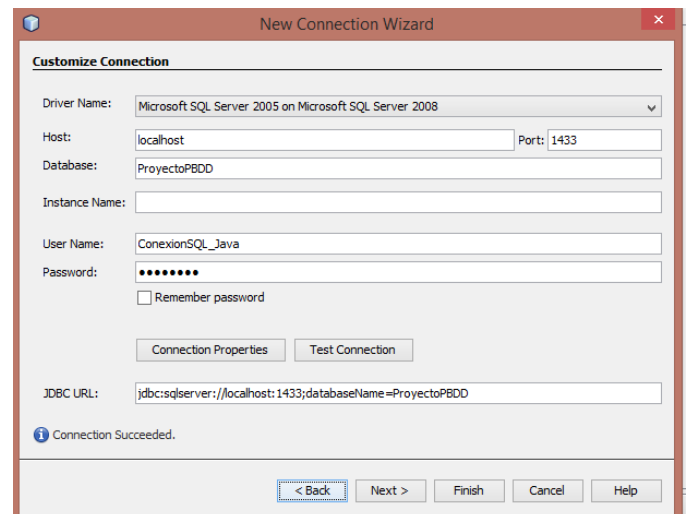 New Connection Wizard
Customize Connection
Driver Name: Microsoft SQL Server 2005 on Microsoft SQL Server 2008
Host: localhost Port: 1433
Database: ProyectoPBDD
Instance Name:
User Name: ConexionSQL_Java
Password: ●●●●●●●●
Remember password
Connection Properties Test Connection
JDBC URL: jdbc:sqlserver://localhost:1433;databaseName=ProyectoPBDD
Connection Succeeded.
< Back Next > Finish Cancel Help